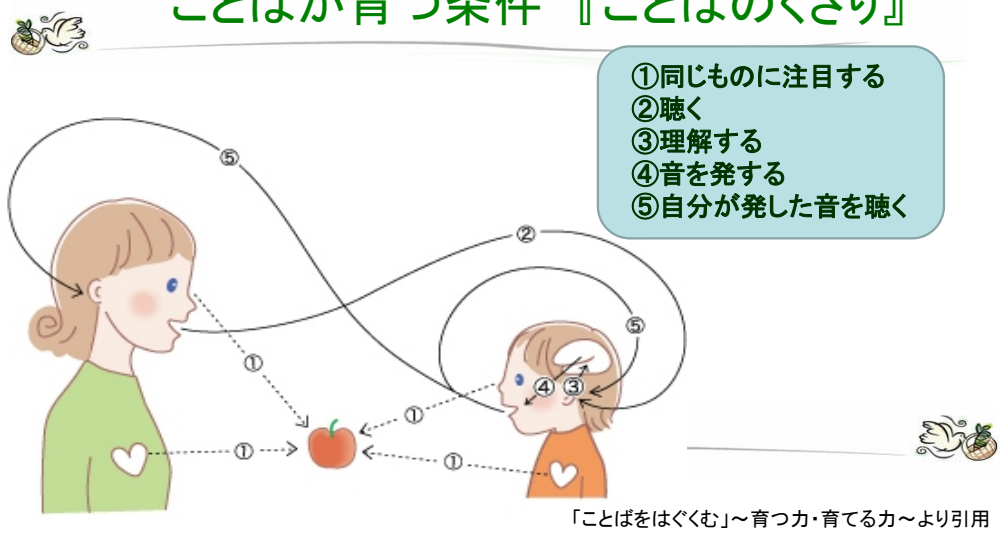 ことばが育つ条件 『ことばのくさり』
①同じものに注目する
②聴く
③理解する
④音を発する
⑤自分が発した音を聴く
⑤
②
⑤
①
④ ③
①
①
①
「ことばをはぐくむ」~育つ力・育てる力~より引用